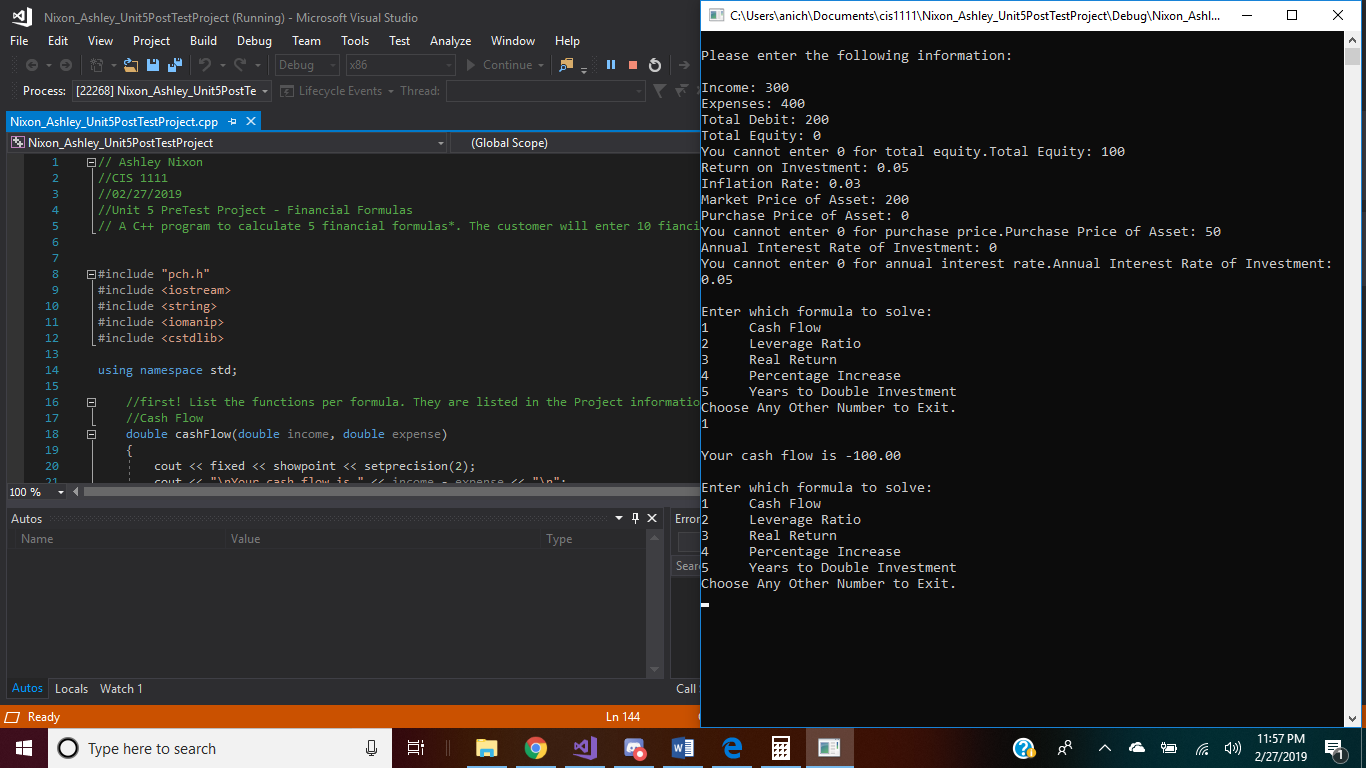 Nixon_Ashley_Unit5PostTestProject (Running) - Microsoft Visual Studio
File Edit View Project Build Debug Team Tools Test Analyze Window Help
Debug x86 Continue
Process: [22268] Nixon_Ashley_Unit5PostTe Lifecycle Events Thread:
Nixon_Ashley_Unit5PostTestProject.cpp
Nixon_Ashley_Unit5PostTestProject (Global Scope)
1 // Ashley Nixon
2 //CIS 1111
3 //02/27/2019
4 //Unit 5 PreTest Project - Financial Formulas
5 // A C++ program to calculate 5 financial formulas*. The customer will enter 10 fianci
6
7
8 #include "pch.h"
9 #include <iostream>
10 #include <string>
11 #include <iomanip>
12 #include <cstdlib>
13
14 using namespace std;
15
16 //first! List the functions per formula. They are listed in the Project informatio
17 //Cash Flow
18 double cashFlow(double income, double expense)
19 {
20 cout << fixed << showpoint << setprecision(2);
21 cout << "\nYour cash flow is " << income - expense << "\n";
100 %
Autos
Name Value Type
Autos Locals Watch 1
Error
Sear
Call
Ready Ln 144
C:\Users\anich\Documents\cis1111\Nixon_Ashley_Unit5PostTestProject\Debug\Nixon_Ashl...
Please enter the following information:
Income: 300
Expenses: 400
Total Debit: 200
Total Equity: 0
You cannot enter 0 for total equity.Total Equity: 100
Return on Investment: 0.05
Inflation Rate: 0.03
Market Price of Asset: 200
Purchase Price of Asset: 0
You cannot enter 0 for purchase price.Purchase Price of Asset: 50
Annual Interest Rate of Investment: 0
You cannot enter 0 for annual interest rate.Annual Interest Rate of Investment:
0.05
Enter which formula to solve:
1 Cash Flow
2 Leverage Ratio
3 Real Return
4 Percentage Increase
5 Years to Double Investment
Choose Any Other Number to Exit.
1
Your cash flow is -100.00
Enter which formula to solve:
1 Cash Flow
2 Leverage Ratio
3 Real Return
4 Percentage Increase
5 Years to Double Investment
Choose Any Other Number to Exit.
Type here to search
11:57 PM
2/27/2019
1